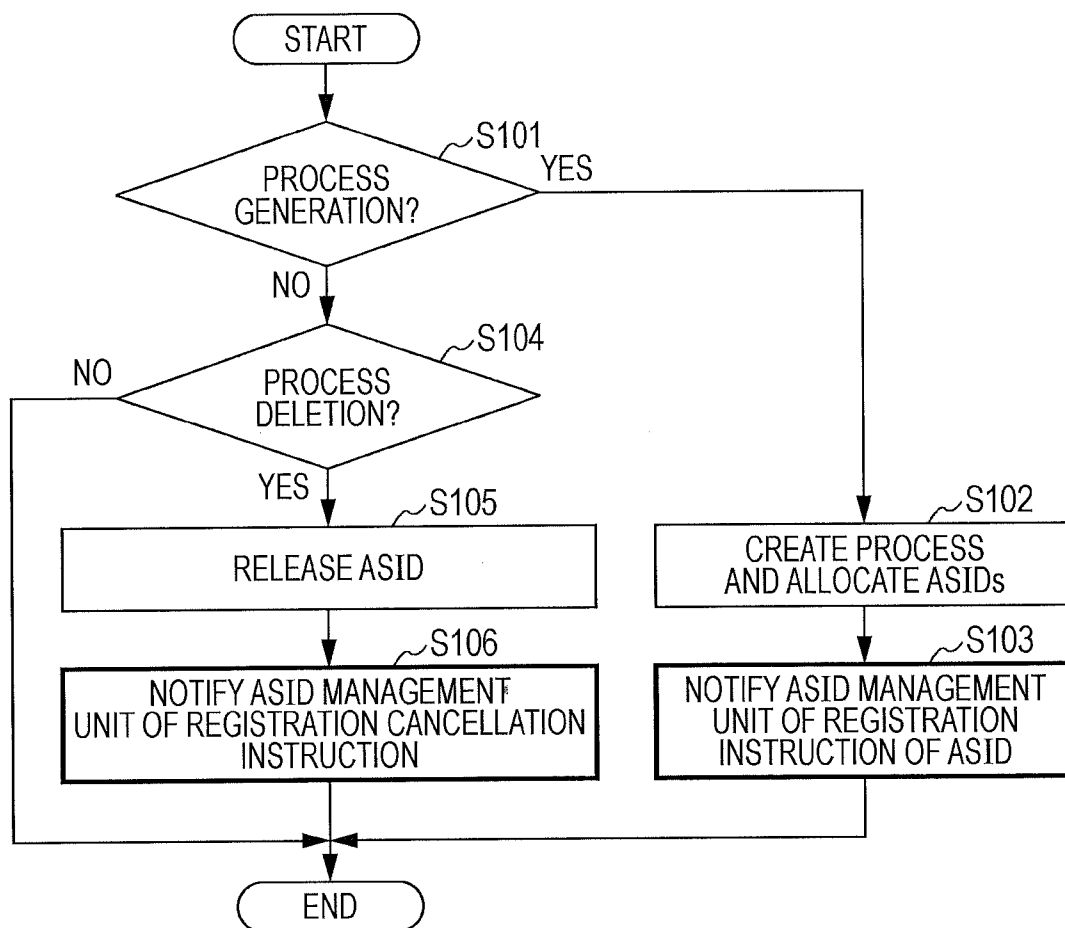 START
S101
PROCESS
GENERATION?
YES
NO
S104
NO
PROCESS
DELETION?
YES
S105
RELEASE ASID
S102
CREATE PROCESS
AND ALLOCATE ASIDs
S106
NOTIFY ASID MANAGEMENT
UNIT OF REGISTRATION CANCELLATION
INSTRUCTION
S103
NOTIFY ASID MANAGEMENT
UNIT OF REGISTRATION
INSTRUCTION OF ASID
END